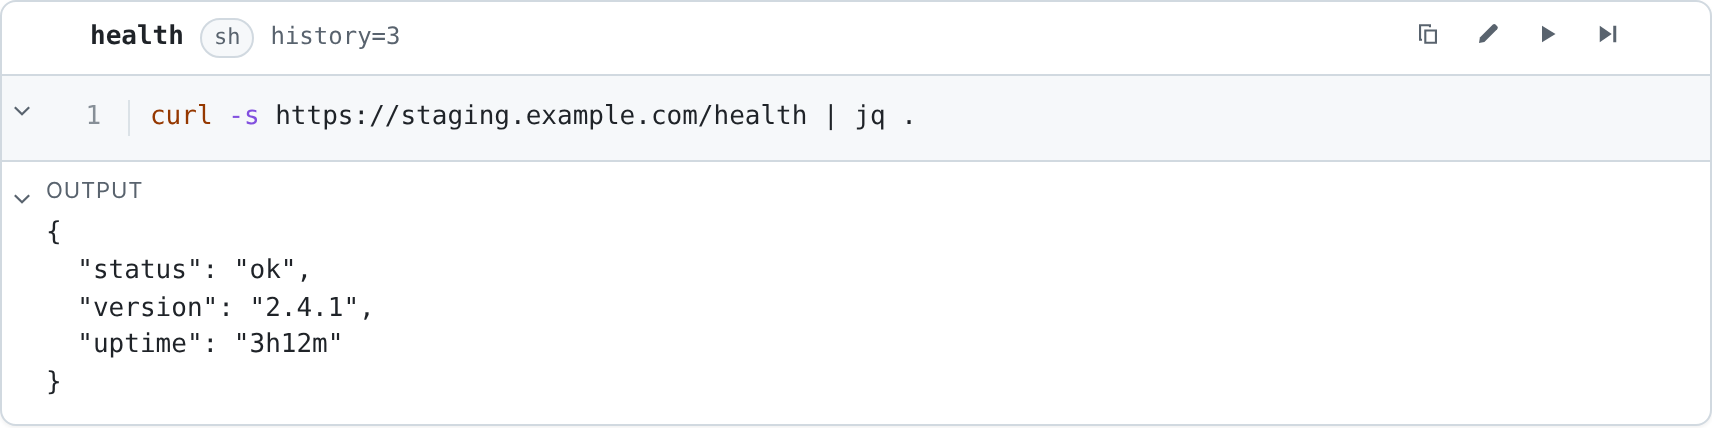 health sh history=3
1 curl -s https://staging.example.com/health | jq .
OUTPUT
{
  "status": "ok",
  "version": "2.4.1",
  "uptime": "3h12m"
}